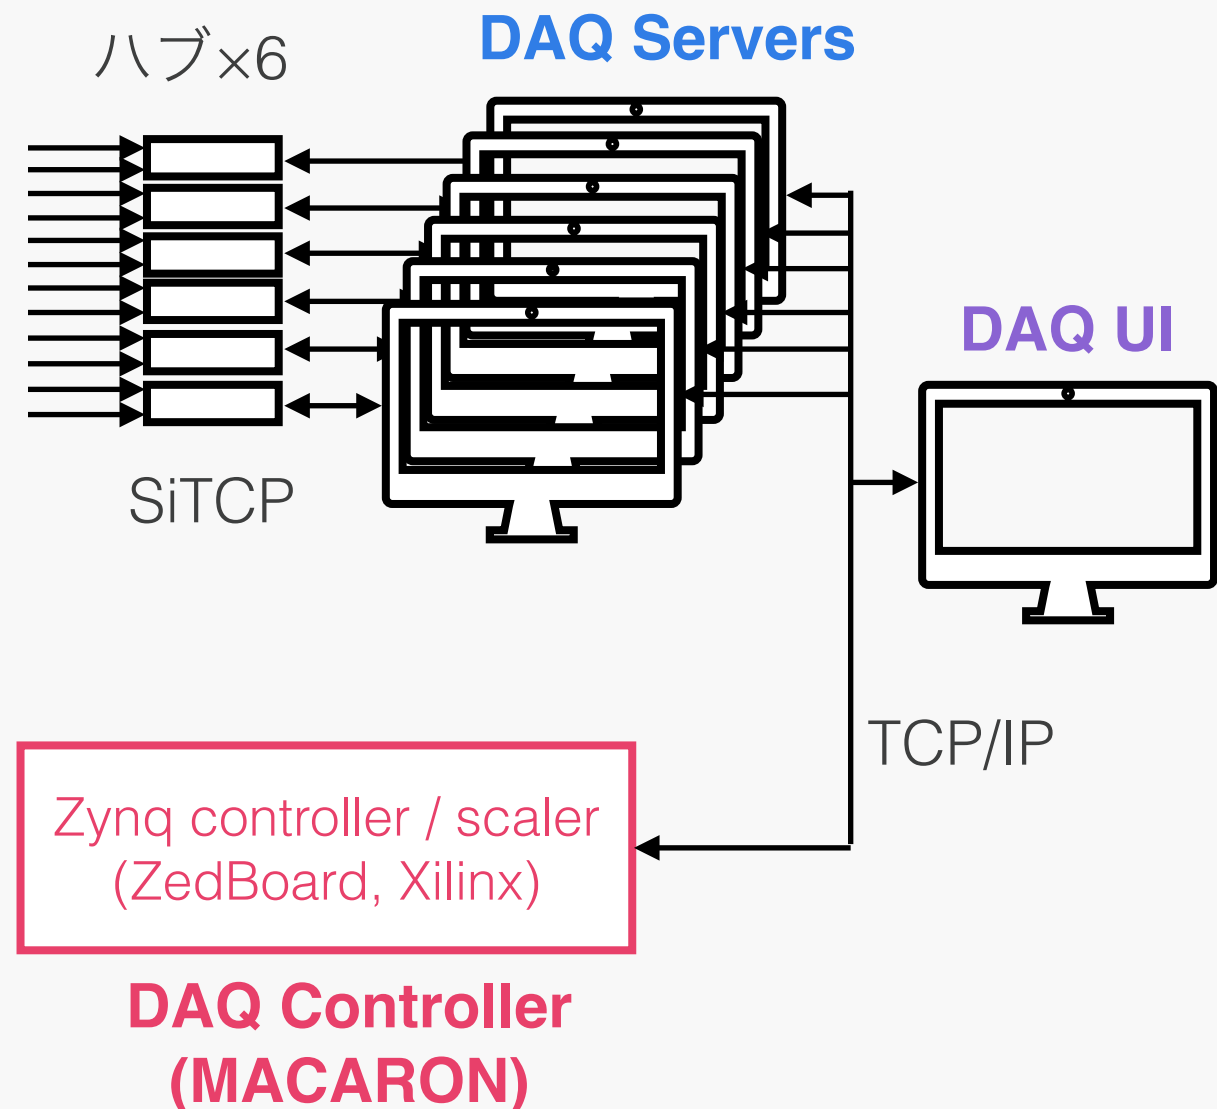 ハブ×6
DAQ Servers
DAQ UI
SiTCP
TCP/IP
Zynq controller / scaler
(ZedBoard, Xilinx)
DAQ Controller
(MACARON)